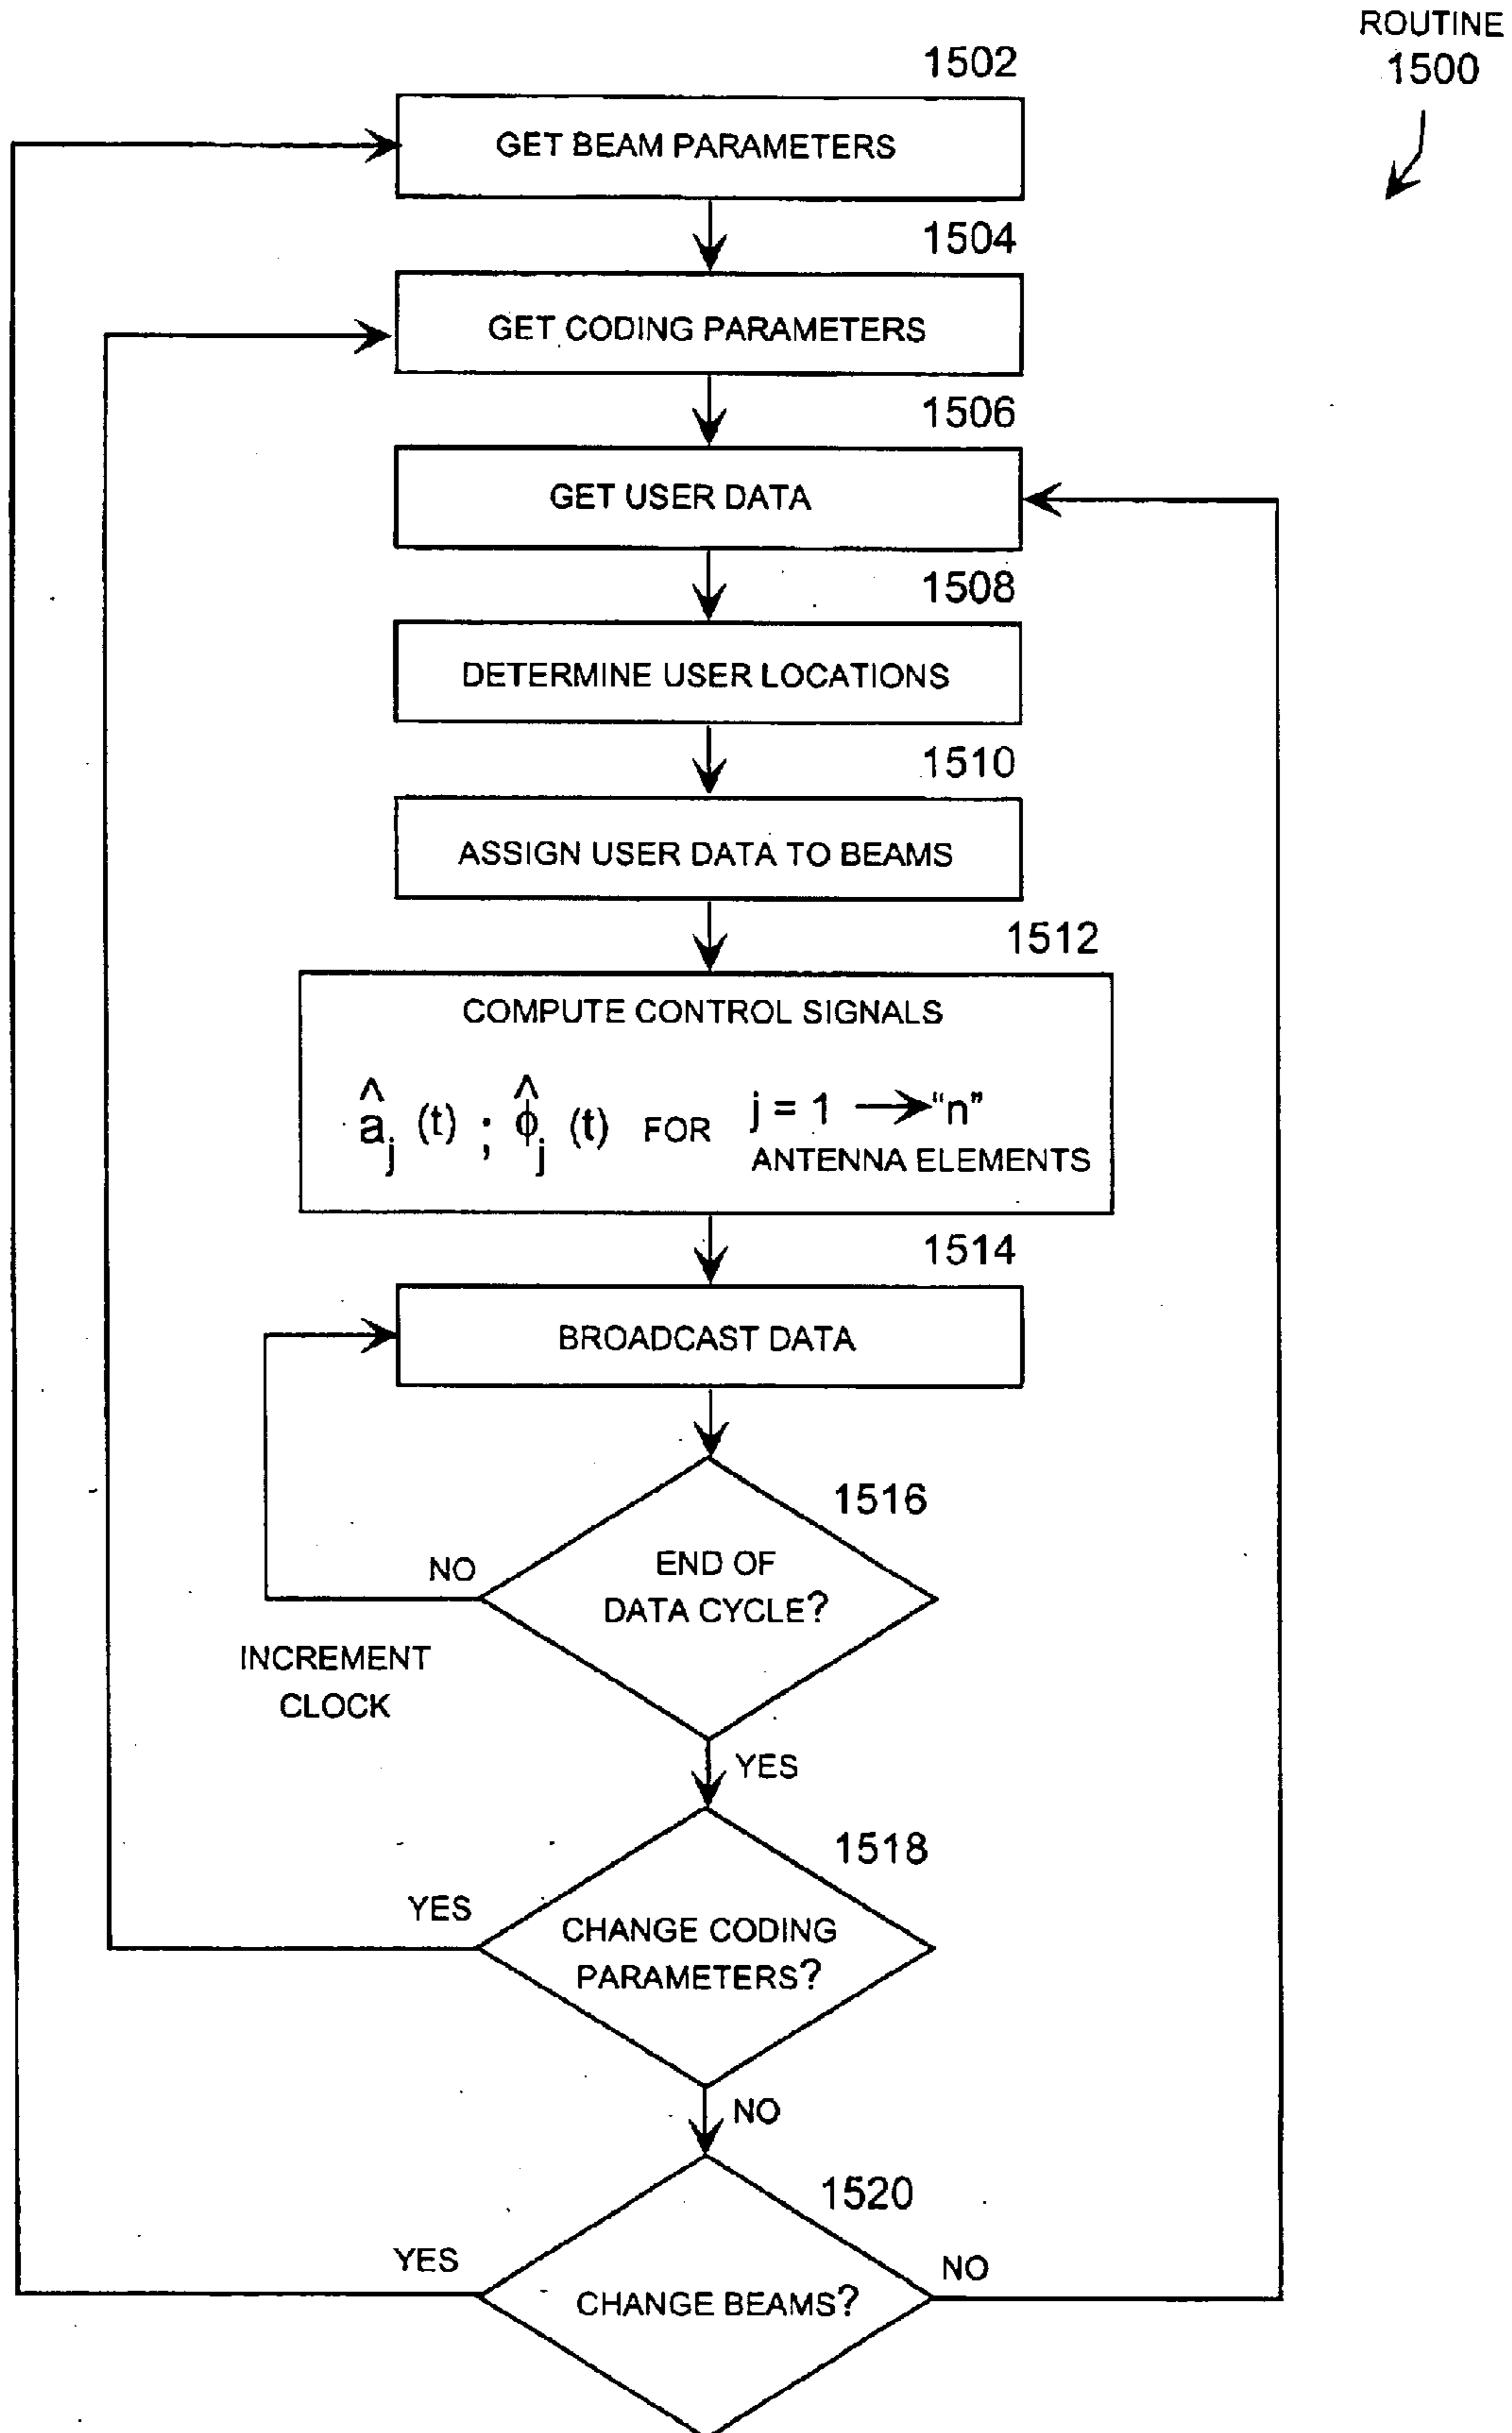 ROUTINE
1500
1502
GET BEAM PARAMETERS
1504
GET CODING PARAMETERS
1506
GET USER DATA
1508
DETERMINE USER LOCATIONS
1510
ASSIGN USER DATA TO BEAMS
1512
COMPUTE CONTROL SIGNALS
â_j (t) ; ϕ̂_j (t) FOR j = 1 → “n”
ANTENNA ELEMENTS
1514
BROADCAST DATA
1516
END OF
DATA CYCLE?
NO
INCREMENT
CLOCK
YES
1518
CHANGE CODING
PARAMETERS?
YES
NO
1520
CHANGE BEAMS?
YES
NO